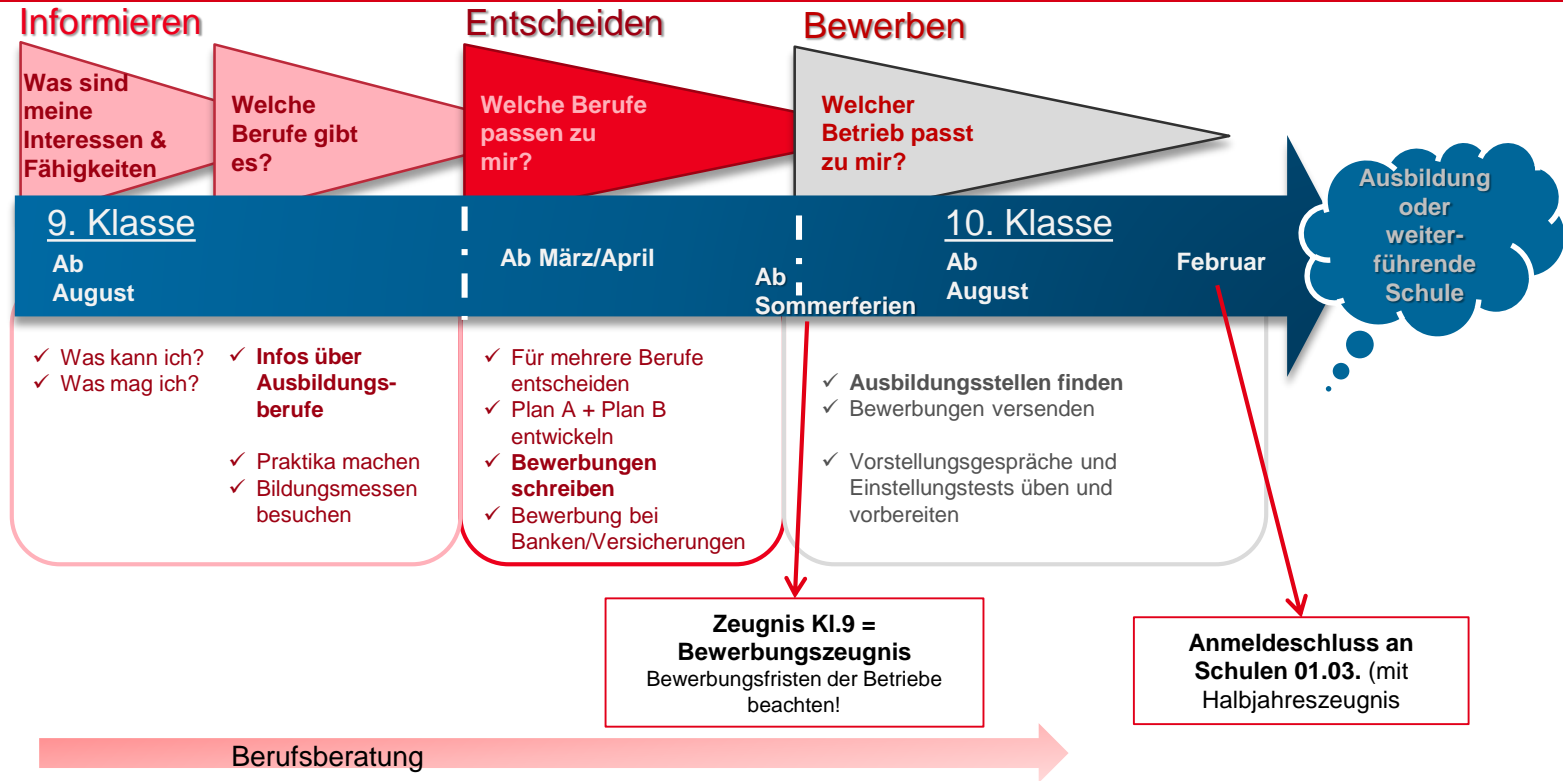 Informieren
Entscheiden
Bewerben
Was sind
meine
Interessen &
Fähigkeiten
Welche
Berufe gibt
es?
Welche Berufe
passen zu
mir?
Welcher
Betrieb passt
zu mir?
9. Klasse
Ab
August
Ab März/April
Ab
Sommerferien
10. Klasse
Ab
August
Februar
Ausbildung
oder
weiter-
führende
Schule
✓ Was kann ich?
✓ Was mag ich?
✓ Infos über
Ausbildungs-
berufe
✓ Praktika machen
✓ Bildungsmessen
besuchen
✓ Für mehrere Berufe
entscheiden
✓ Plan A + Plan B
entwickeln
✓ Bewerbungen
schreiben
✓ Bewerbung bei
Banken/Versicherungen
✓ Ausbildungsstellen finden
✓ Bewerbungen versenden
✓ Vorstellungsgespräche und
Einstellungstests üben und
vorbereiten
Zeugnis Kl.9 =
Bewerbungszeugnis
Bewerbungsfristen der Betriebe
beachten!
Anmeldeschluss an
Schulen 01.03. (mit
Halbjahreszeugnis
Berufsberatung